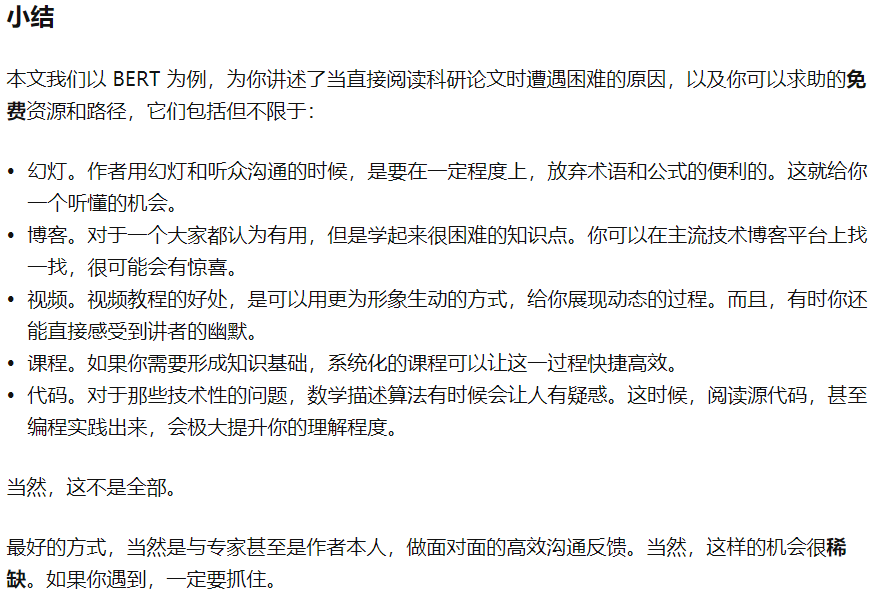 小结
本文我们以 BERT 为例，为你讲述了当直接阅读科研论文时遭遇困难的原因，以及你可以求助的免
费资源和路径，它们包括但不限于：
• 幻灯。作者用幻灯和听众沟通的时候，是要在一定程度上，放弃术语和公式的便利的。这就给你
一个听懂的机会。
• 博客。对于一个大家都认为有用，但是学起来很困难的知识点。你可以在主流技术博客平台上找
一找，很可能会有惊喜。
• 视频。视频教程的好处，是可以用更为形象生动的方式，给你展现动态的过程。而且，有时你还
能直接感受到讲者的幽默。
• 课程。如果你需要形成知识基础，系统化的课程可以让这一过程快捷高效。
• 代码。对于那些技术性的问题，数学描述算法有时候会让人有疑惑。这时候，阅读源代码，甚至
编程实践出来，会极大提升你的理解程度。
当然，这不是全部。
最好的方式，当然是与专家甚至是作者本人，做面对面的高效沟通反馈。当然，这样的机会很稀
缺。如果你遇到，一定要抓住。